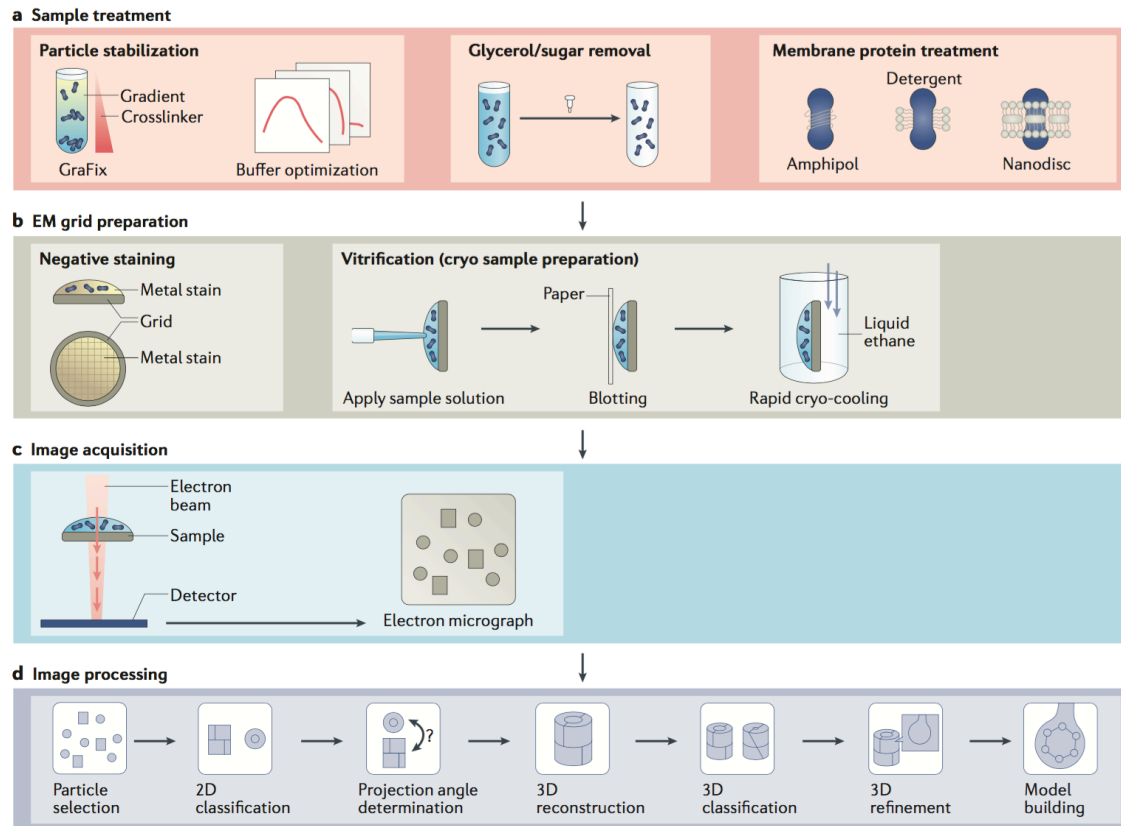 a Sample treatment
Particle stabilization
Gradient
Crosslinker
GraFix
Buffer optimization
Glycerol/sugar removal
Membrane protein treatment
Detergent
Amphipol
Nanodisc
b EM grid preparation
Negative staining
Metal stain
Grid
Metal stain
Vitrification (cryo sample preparation)
Paper
Liquid
ethane
Apply sample solution
Blotting
Rapid cryo-cooling
c Image acquisition
Electron
beam
Sample
Detector
Electron micrograph
d Image processing
?
Particle
selection
2D
classification
Projection angle
determination
3D
reconstruction
3D
classification
3D
refinement
Model
building